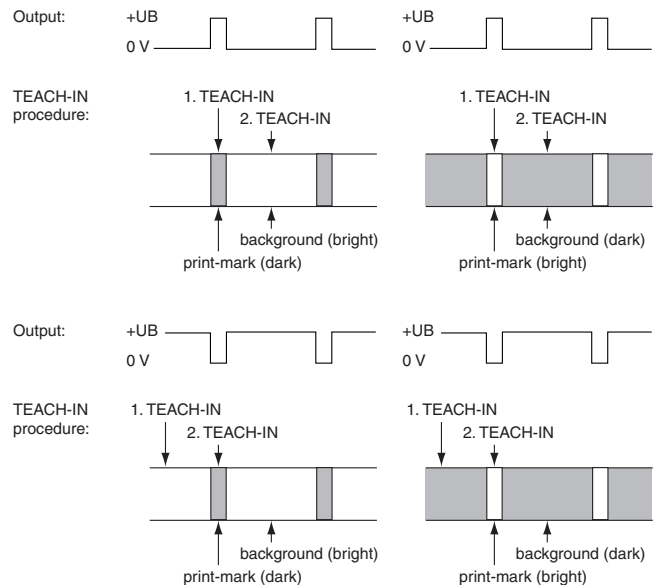 Output: +UB +UB
0 V 0 V
TEACH-IN 1. TEACH-IN 1. TEACH-IN
procedure: 2. TEACH-IN 2. TEACH-IN
background (bright) background (dark)
print-mark (dark) print-mark (bright)
Output: +UB +UB
0 V 0 V
TEACH-IN 1. TEACH-IN 1. TEACH-IN
procedure: 2. TEACH-IN 2. TEACH-IN
background (bright) background (dark)
print-mark (dark) print-mark (bright)